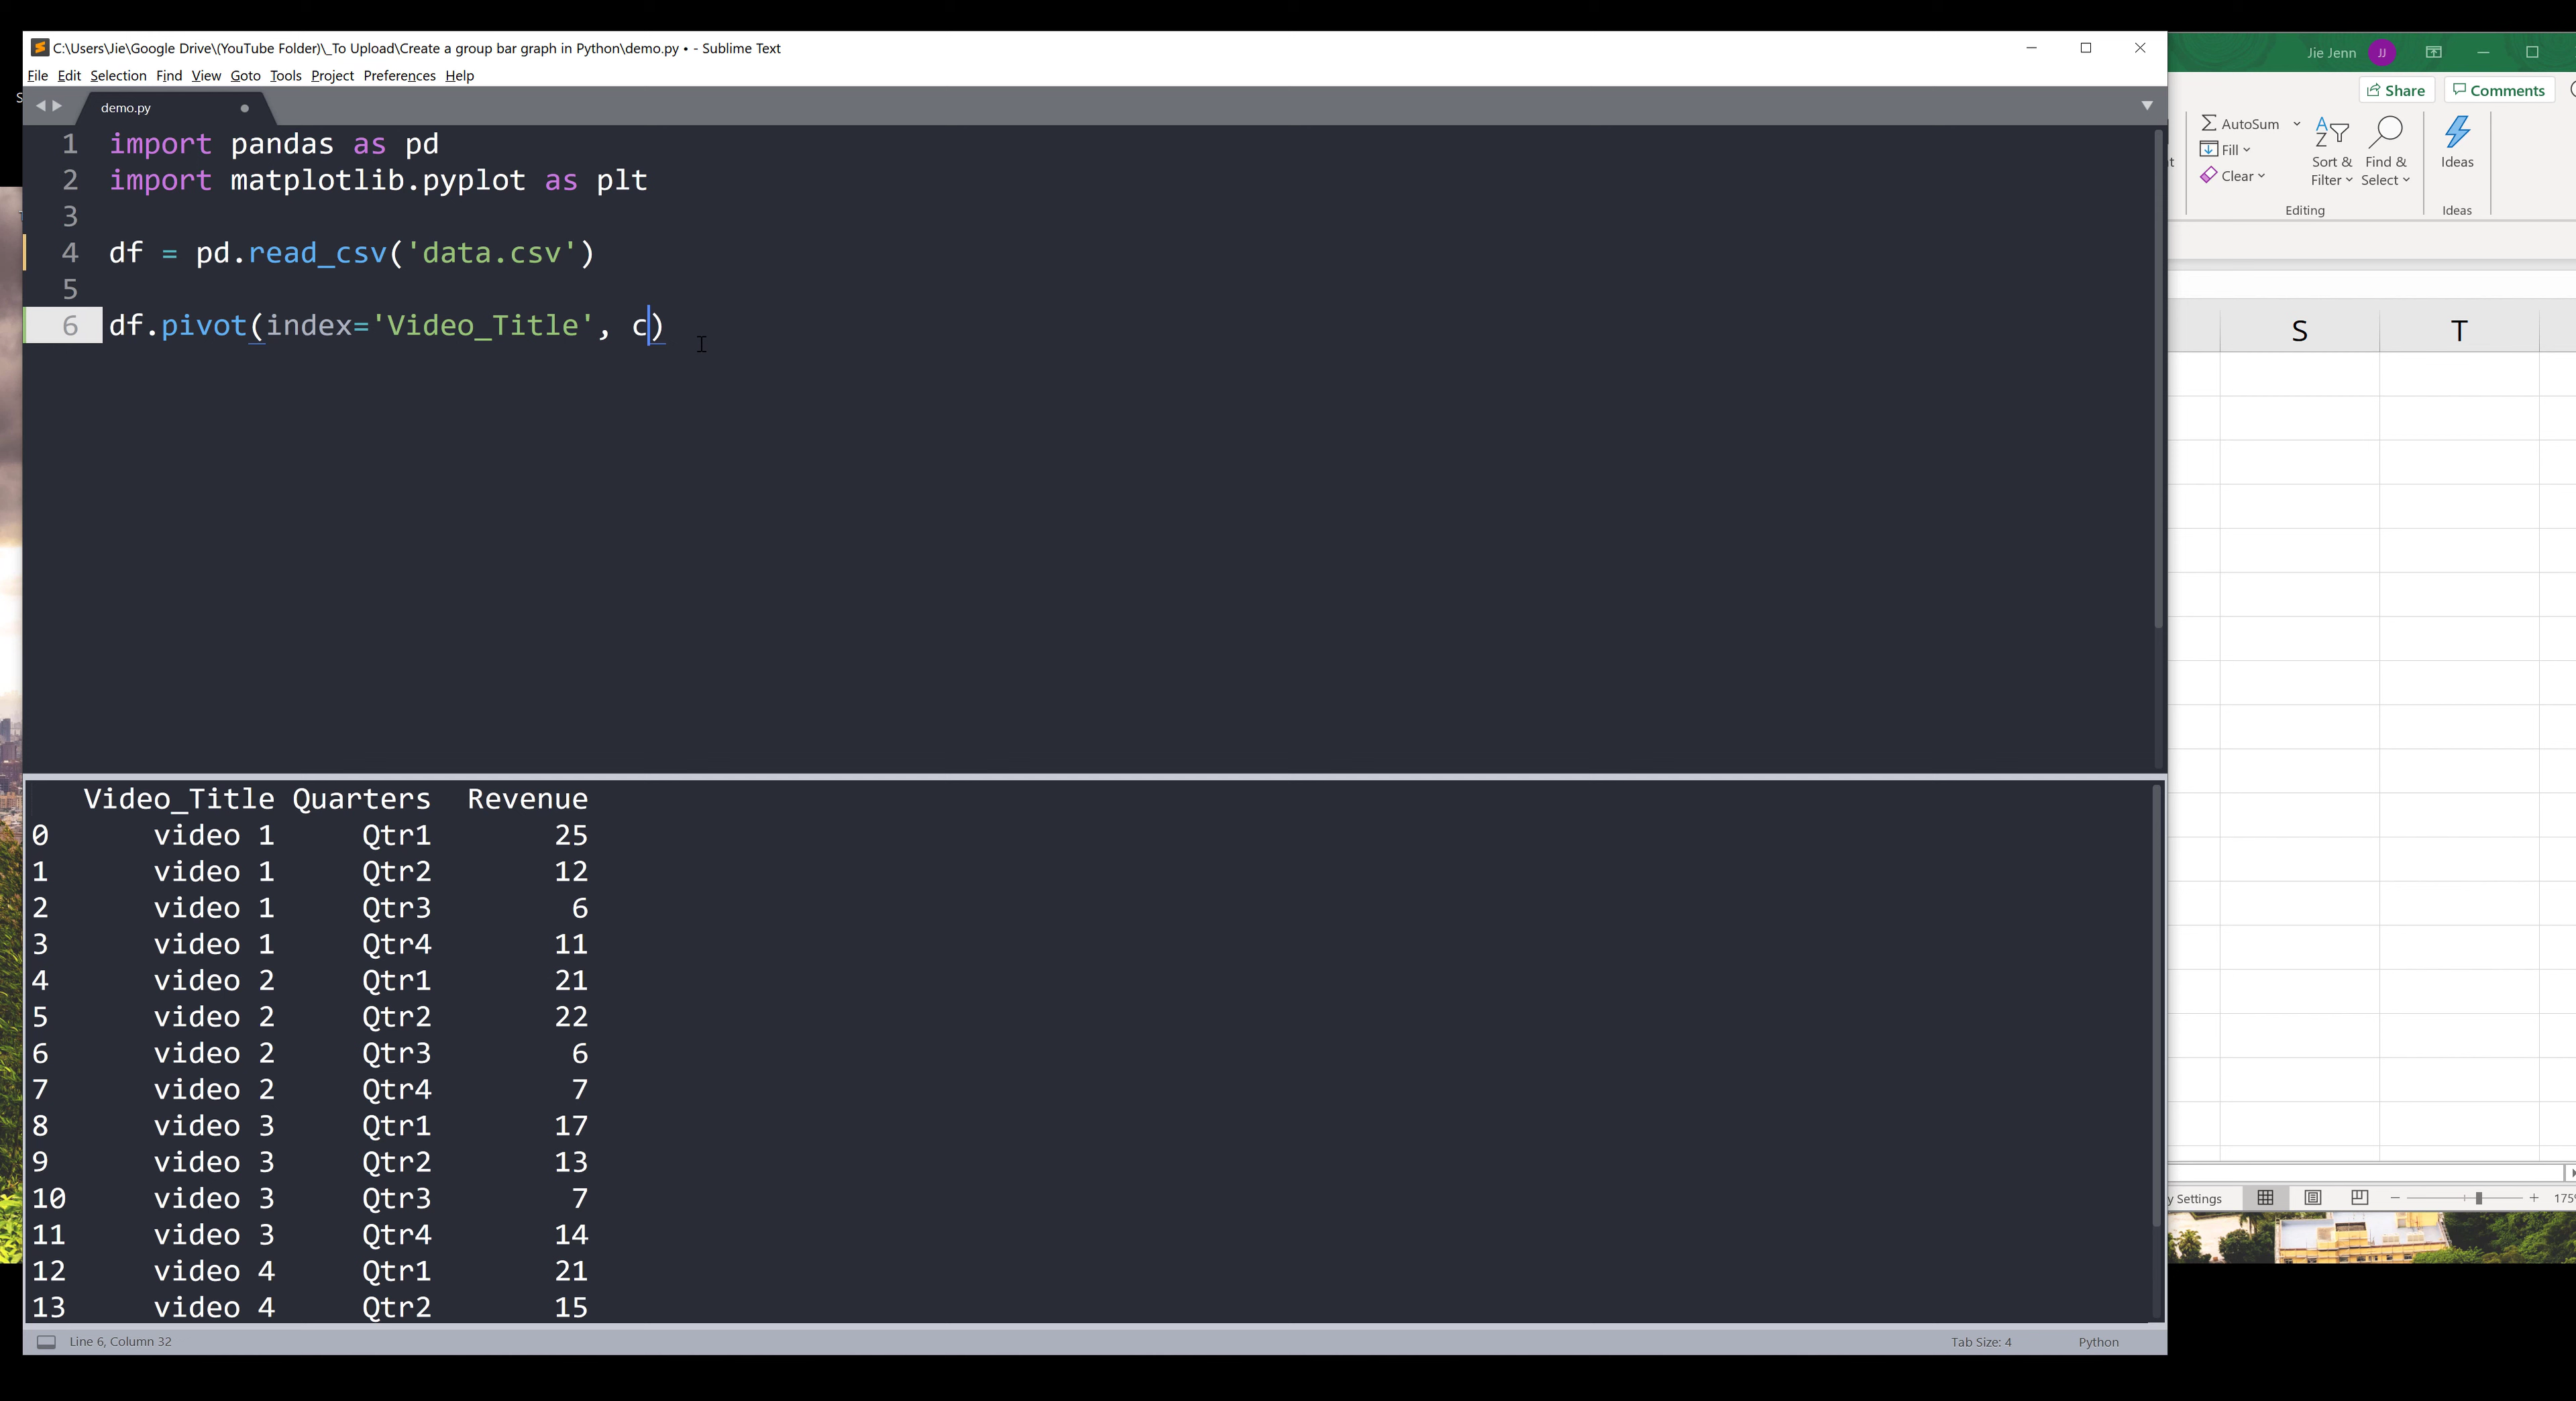 C:\Users\Jie\Google Drive\(YouTube Folder)\_To Upload\Create a group bar graph in Python\demo.py • - Sublime Text
File Edit Selection Find View Goto Tools Project Preferences Help
demo.py
1 import pandas as pd
2 import matplotlib.pyplot as plt
3
4 df = pd.read_csv('data.csv')
5
6 df.pivot(index='Video_Title', c)
Video_Title Quarters Revenue
0 video 1 Qtr1 25
1 video 1 Qtr2 12
2 video 1 Qtr3 6
3 video 1 Qtr4 11
4 video 2 Qtr1 21
5 video 2 Qtr2 22
6 video 2 Qtr3 6
7 video 2 Qtr4 7
8 video 3 Qtr1 17
9 video 3 Qtr2 13
10 video 3 Qtr3 7
11 video 3 Qtr4 14
12 video 4 Qtr1 21
13 video 4 Qtr2 15
Line 6, Column 32
Tab Size: 4
Python
Jie Jenn JJ
Share Comments
AutoSum
Fill
Clear
Sort & Filter
Find & Select
Ideas
Editing
Ideas
S T
y Settings
175